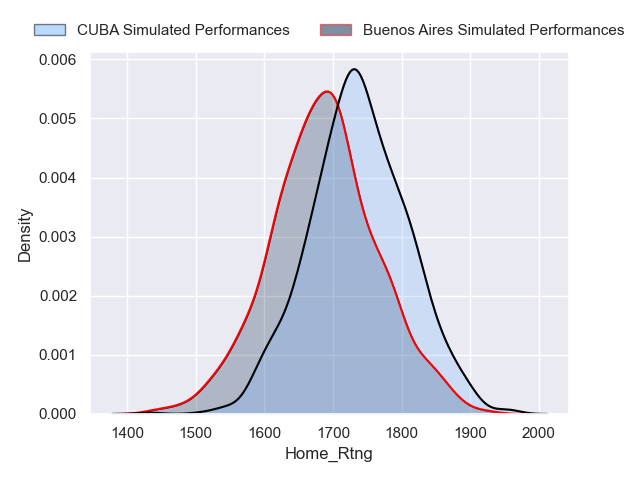 CUBA Simulated Performances Buenos Aires Simulated Performances
0.006
0.005
0.004
0.003
0.002
0.001
0.000
Density
1400 1500 1600 1700 1800 1900 2000
Home_Rtng